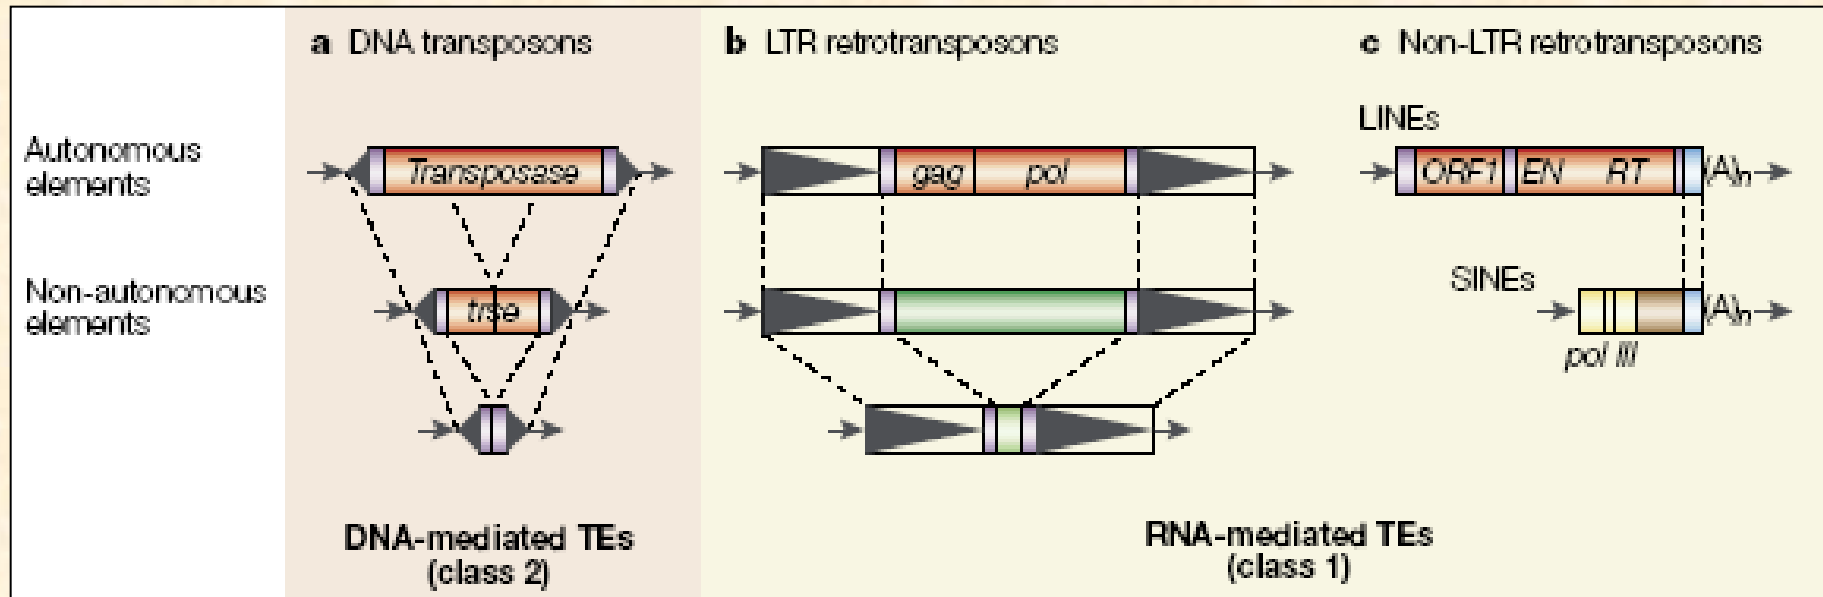 a DNA transposons
b LTR retrotransposons
c Non-LTR retrotransposons
LINEs
Autonomous
elements
Transposase
gag pol
ORF1 EN RT (A)n
SINEs
Non-autonomous
elements
trse
(A)n
pol III
DNA-mediated TEs
(class 2)
RNA-mediated TEs
(class 1)